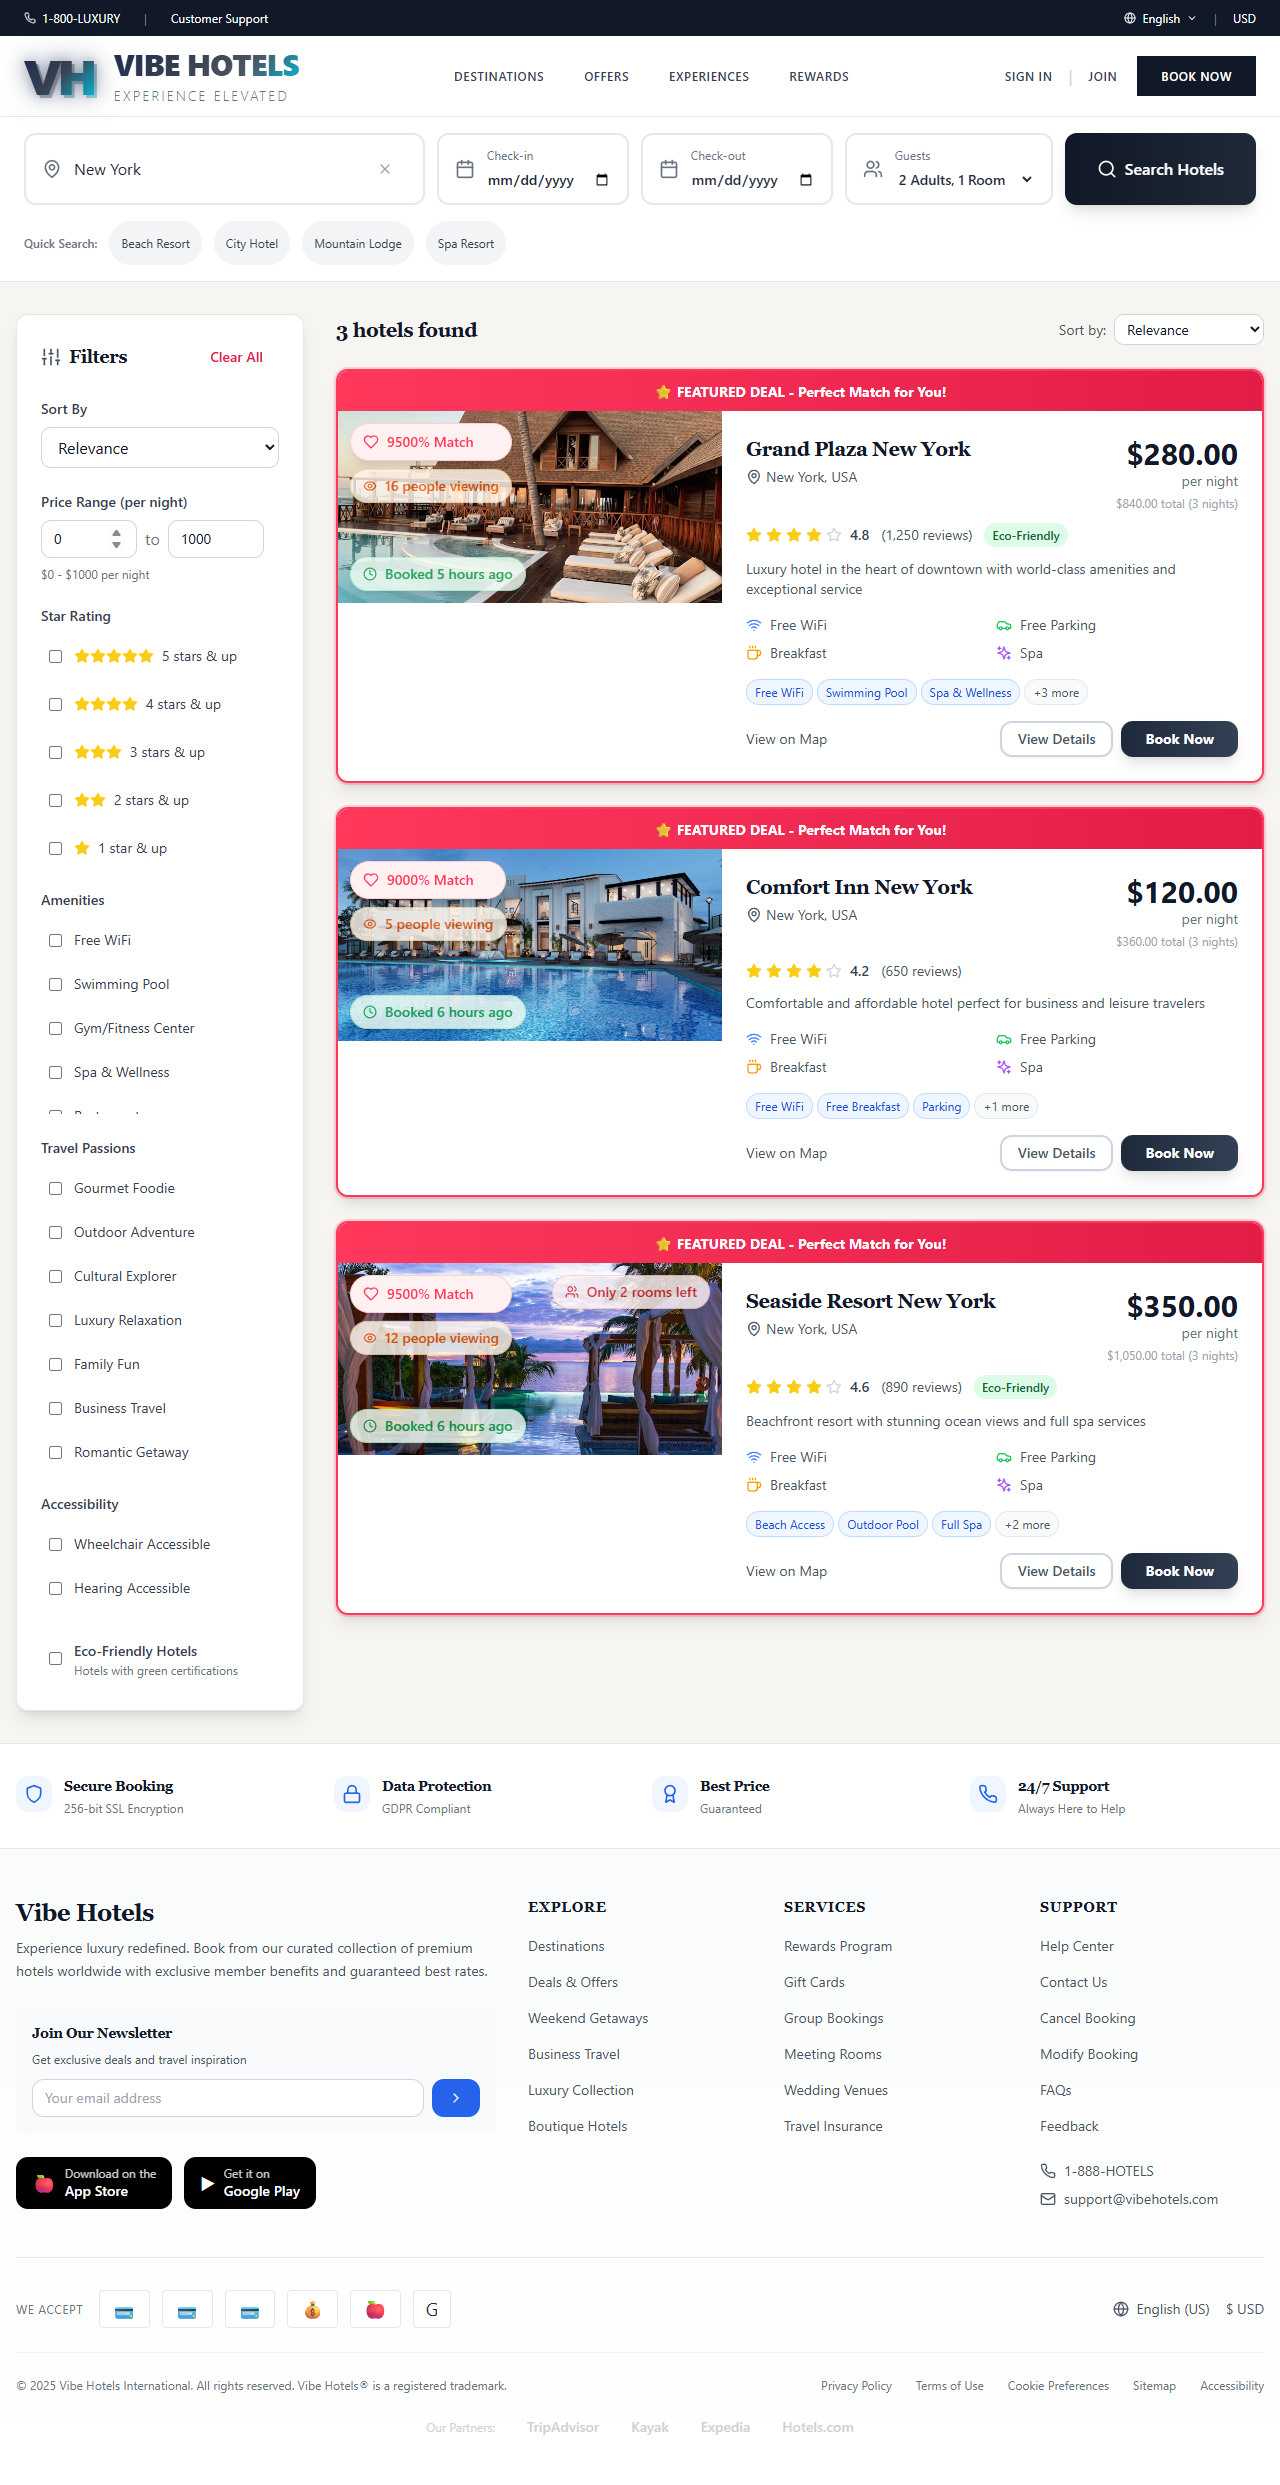 1-800-LUXURY | Customer Support
English | USD
VH VIBE HOTELS
EXPERIENCE ELEVATED
DESTINATIONS OFFERS EXPERIENCES REWARDS
SIGN IN | JOIN BOOK NOW
New York
Check-in
mm/dd/yyyy
Check-out
mm/dd/yyyy
Guests
2 Adults, 1 Room
Search Hotels
Quick Search: Beach Resort City Hotel Mountain Lodge Spa Resort
Filters Clear All
Sort By
Relevance
Price Range (per night)
0 to 1000
$0 - $1000 per night
Star Rating
5 stars & up
4 stars & up
3 stars & up
2 stars & up
1 star & up
Amenities
Free WiFi
Swimming Pool
Gym/Fitness Center
Spa & Wellness
Travel Passions
Gourmet Foodie
Outdoor Adventure
Cultural Explorer
Luxury Relaxation
Family Fun
Business Travel
Romantic Getaway
Accessibility
Wheelchair Accessible
Hearing Accessible
Eco-Friendly Hotels
Hotels with green certifications
3 hotels found
Sort by: Relevance
FEATURED DEAL - Perfect Match for You!
9500% Match
16 people viewing
Booked 5 hours ago
Grand Plaza New York
New York, USA
$280.00
per night
$840.00 total (3 nights)
4.8 (1,250 reviews) Eco-Friendly
Luxury hotel in the heart of downtown with world-class amenities and
exceptional service
Free WiFi Free Parking
Breakfast Spa
Free WiFi Swimming Pool Spa & Wellness +3 more
View on Map View Details Book Now
FEATURED DEAL - Perfect Match for You!
9000% Match
5 people viewing
Booked 6 hours ago
Comfort Inn New York
New York, USA
$120.00
per night
$360.00 total (3 nights)
4.2 (650 reviews)
Comfortable and affordable hotel perfect for business and leisure travelers
Free WiFi Free Parking
Breakfast Spa
Free WiFi Free Breakfast Parking +1 more
View on Map View Details Book Now
FEATURED DEAL - Perfect Match for You!
9500% Match
Only 2 rooms left
12 people viewing
Booked 6 hours ago
Seaside Resort New York
New York, USA
$350.00
per night
$1,050.00 total (3 nights)
4.6 (890 reviews) Eco-Friendly
Beachfront resort with stunning ocean views and full spa services
Free WiFi Free Parking
Breakfast Spa
Beach Access Outdoor Pool Full Spa +2 more
View on Map View Details Book Now
Secure Booking
256-bit SSL Encryption
Data Protection
GDPR Compliant
Best Price
Guaranteed
24/7 Support
Always Here to Help
Vibe Hotels
Experience luxury redefined. Book from our curated collection of premium
hotels worldwide with exclusive member benefits and guaranteed best rates.
Join Our Newsletter
Get exclusive deals and travel inspiration
Your email address
Download on the
App Store
Get it on
Google Play
EXPLORE
Destinations
Deals & Offers
Weekend Getaways
Business Travel
Luxury Collection
Boutique Hotels
SERVICES
Rewards Program
Gift Cards
Group Bookings
Meeting Rooms
Wedding Venues
Travel Insurance
SUPPORT
Help Center
Contact Us
Cancel Booking
Modify Booking
FAQs
Feedback
1-888-HOTELS
support@vibehotels.com
WE ACCEPT G
English (US) $ USD
© 2025 Vibe Hotels International. All rights reserved. Vibe Hotels® is a registered trademark.
Privacy Policy Terms of Use Cookie Preferences Sitemap Accessibility
Our Partners: TripAdvisor Kayak Expedia Hotels.com